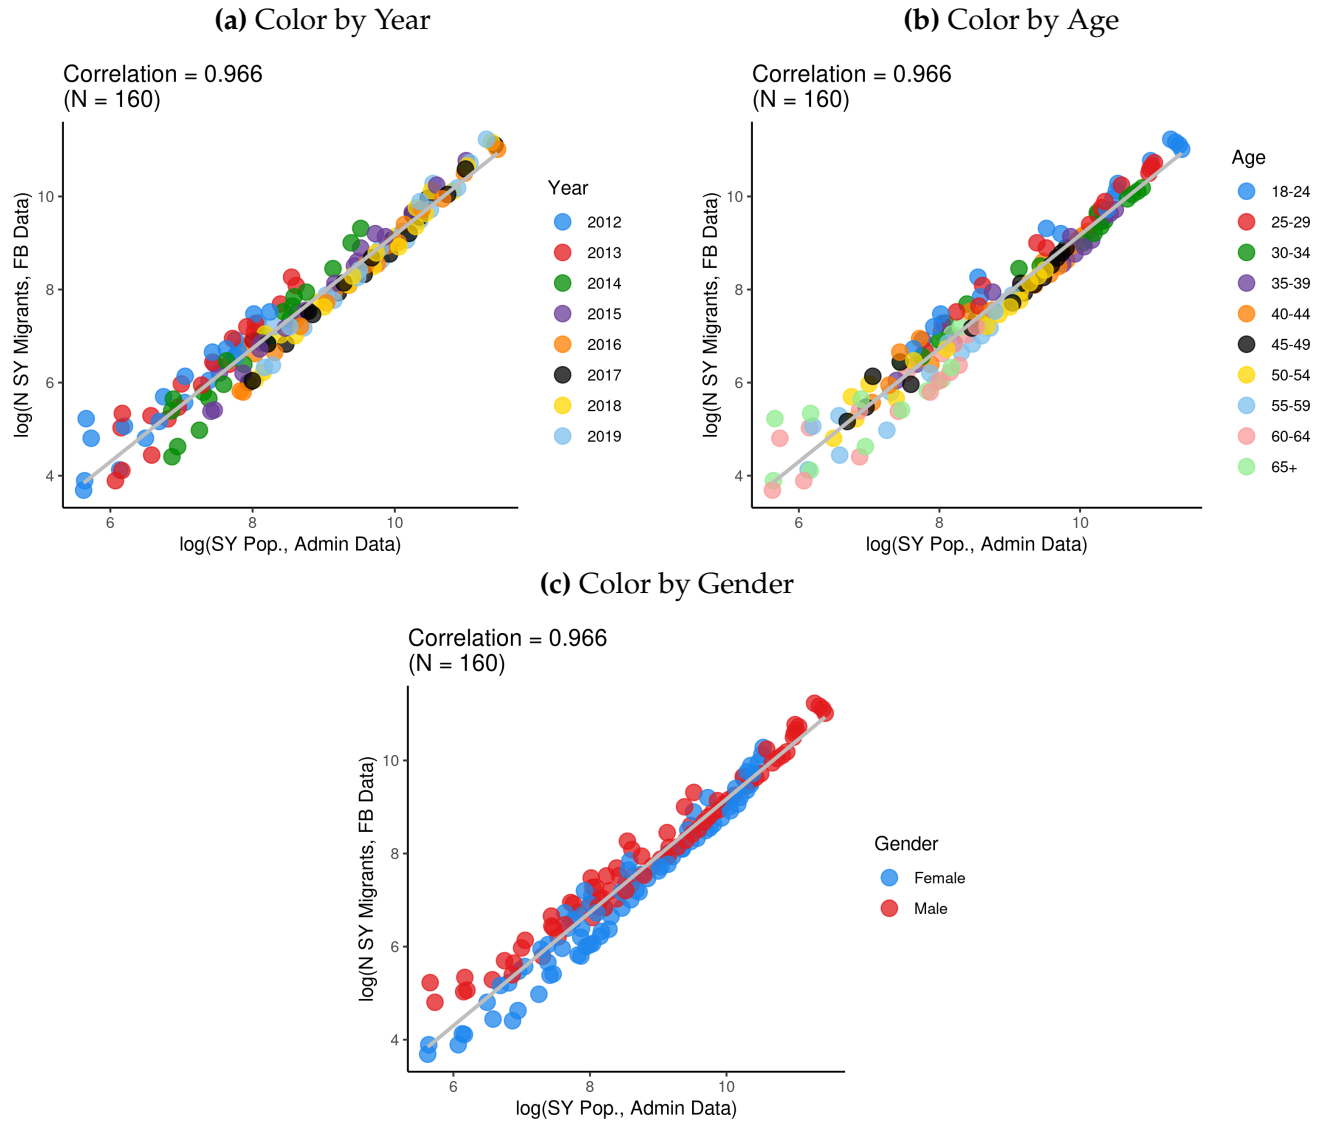 (a) Color by Year
Correlation = 0.966
(N = 160)
log(N SY Migrants, FB Data)
10
8
6
4
6
8
10
log(SY Pop., Admin Data)
Year
2012
2013
2014
2015
2016
2017
2018
2019
(b) Color by Age
Correlation = 0.966
(N = 160)
log(N SY Migrants, FB Data)
10
8
6
4
6
8
10
log(SY Pop., Admin Data)
Age
18-24
25-29
30-34
35-39
40-44
45-49
50-54
55-59
60-64
65+
(c) Color by Gender
Correlation = 0.966
(N = 160)
log(N SY Migrants, FB Data)
10
8
6
4
6
8
10
log(SY Pop., Admin Data)
Gender
Female
Male